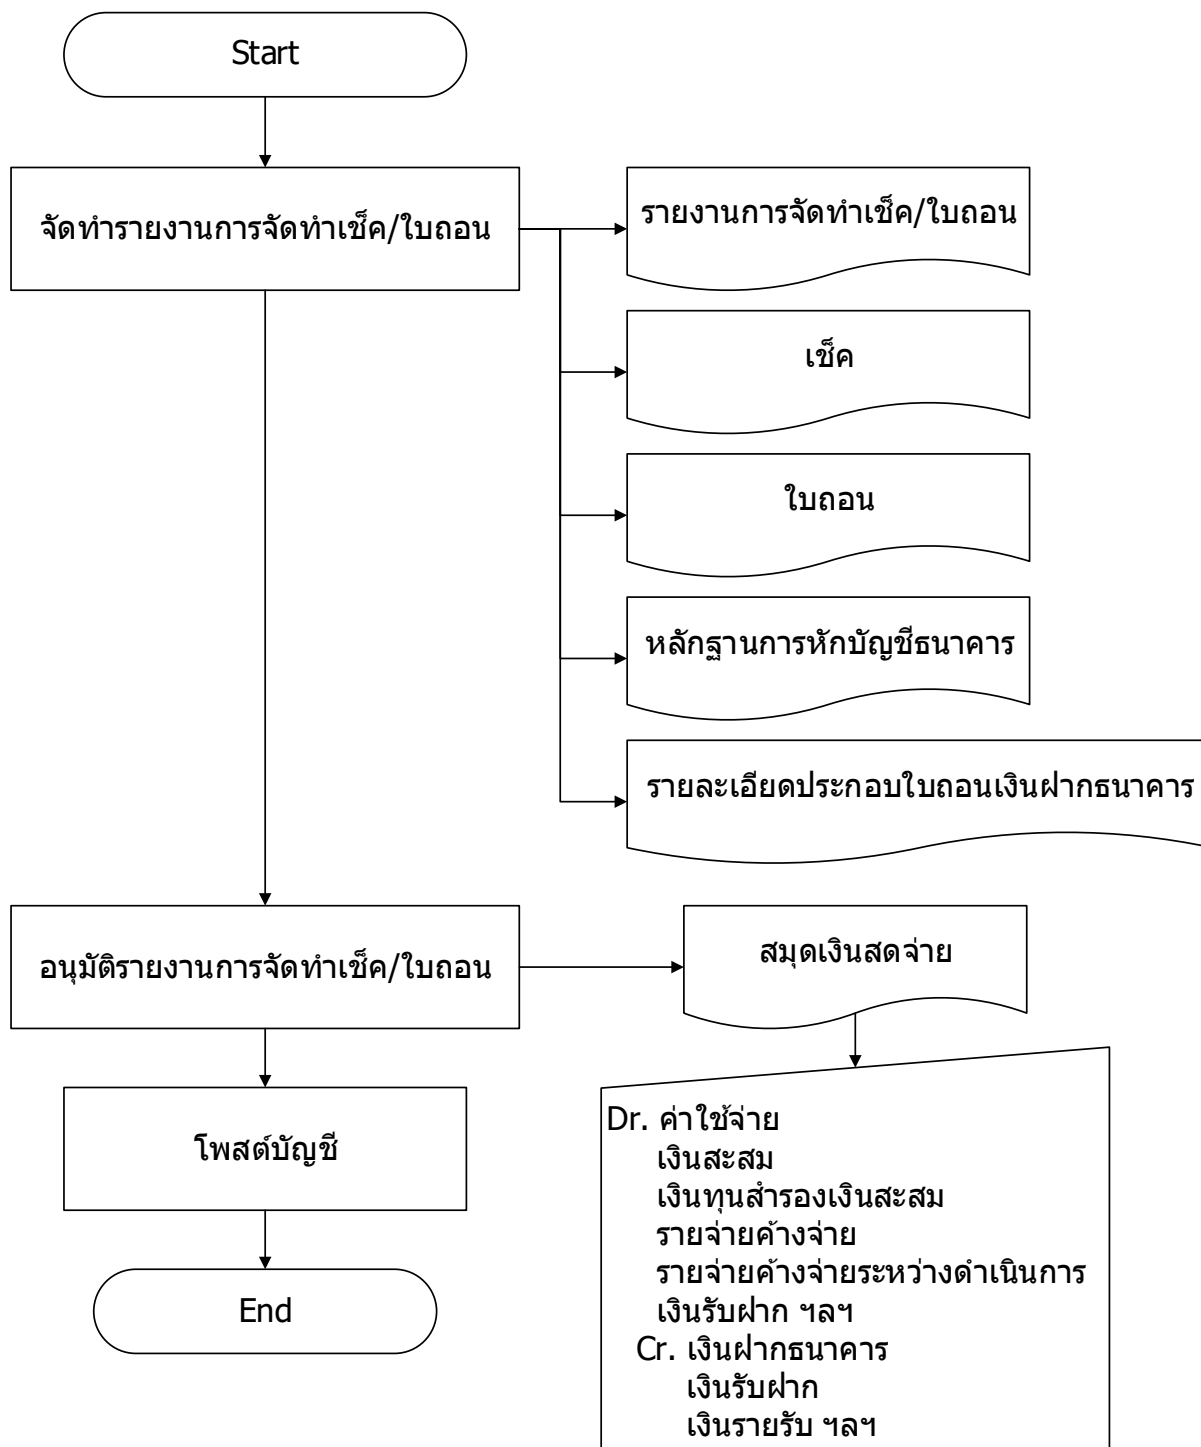 Start
จัดทำรายงานการจัดทำเช็ค/ใบถอน
รายงานการจัดทำเช็ค/ใบถอน
เช็ค
ใบถอน
หลักฐานการหักบัญชีธนาคาร
รายละเอียดประกอบใบถอนเงินฝากธนาคาร
อนุมัติรายงานการจัดทำเช็ค/ใบถอน
สมุดเงินสดจ่าย
โพสต์บัญชี
End
Dr. ค่าใช้จ่าย
เงินสะสม
เงินทุนสำรองเงินสะสม
รายจ่ายค้างจ่าย
รายจ่ายค้างจ่ายระหว่างดำเนินการ
เงินรับฝาก ฯลฯ
Cr. เงินฝากธนาคาร
เงินรับฝาก
เงินรายรับ ฯลฯ